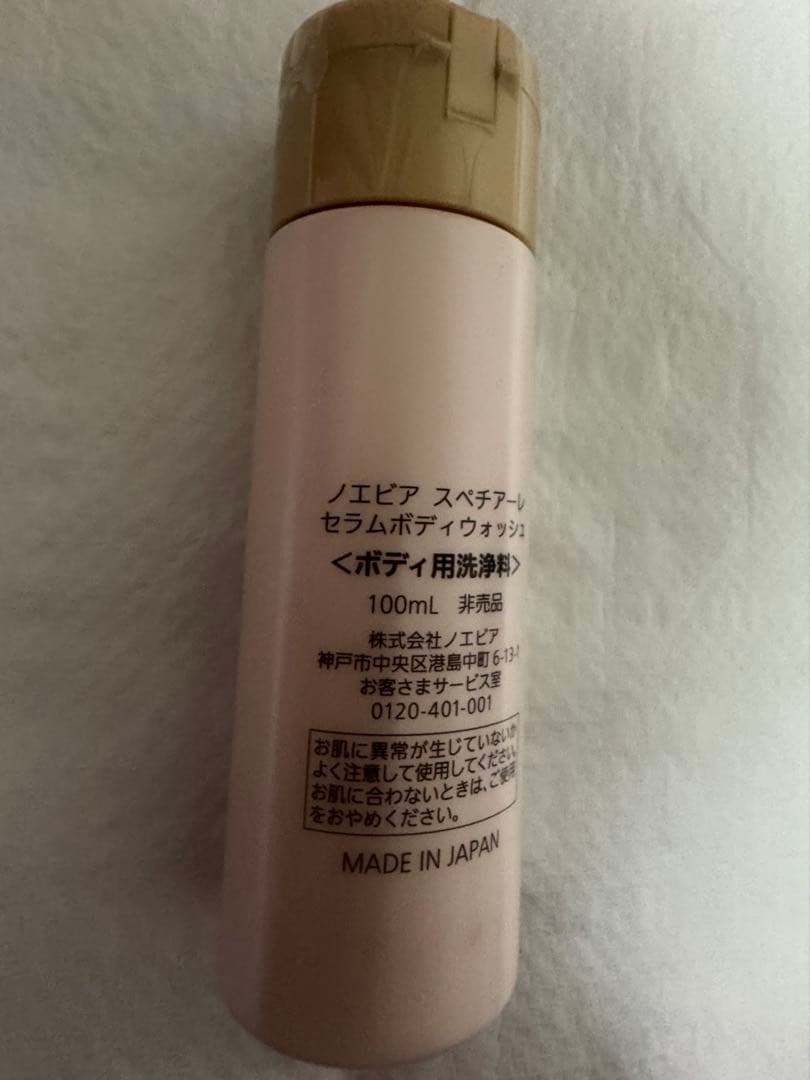 ノエビア スペチアーレ
セラムボディウォッシュ
<ボディ用洗浄料>
100mL 非売品
株式会社ノエビア
神戸市中央区港島中町6-13-1
お客さまサービス室
0120-401-001
お肌に異常が生じていないか
よく注意して使用してください。
お肌に合わないときは、ご使用
をおやめください。
MADE IN JAPAN